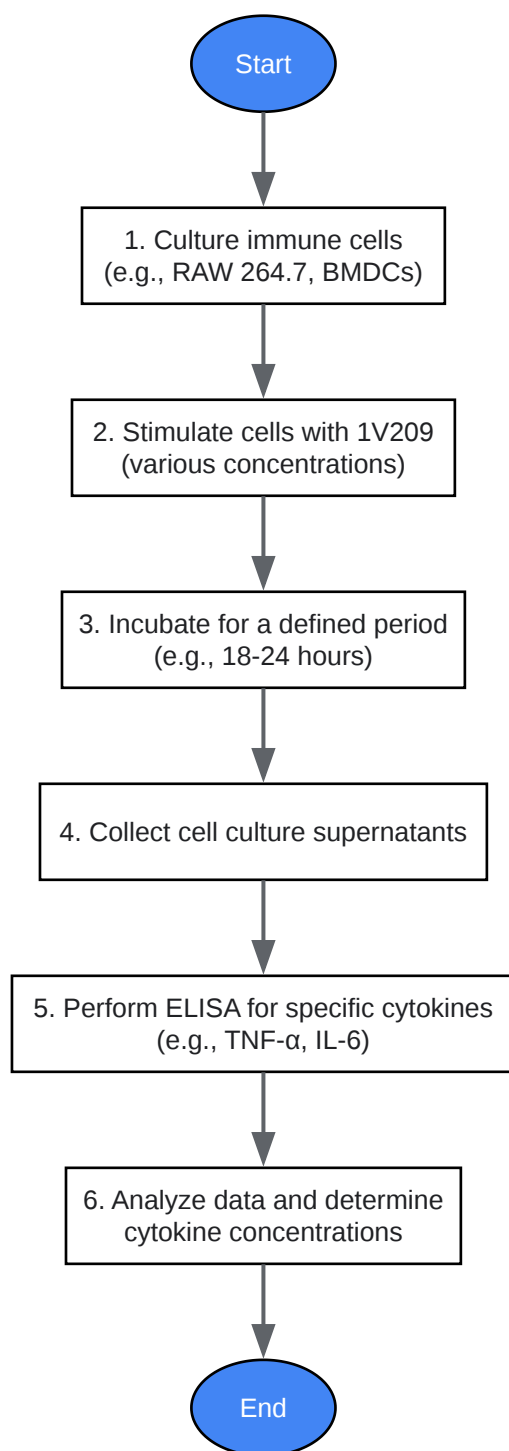 Start
1. Culture immune cells
(e.g., RAW 264.7, BMDCs)
2. Stimulate cells with 1V209
(various concentrations)
3. Incubate for a defined period
(e.g., 18-24 hours)
4. Collect cell culture supernatants
5. Perform ELISA for specific cytokines
(e.g., TNF-α, IL-6)
6. Analyze data and determine
cytokine concentrations
End